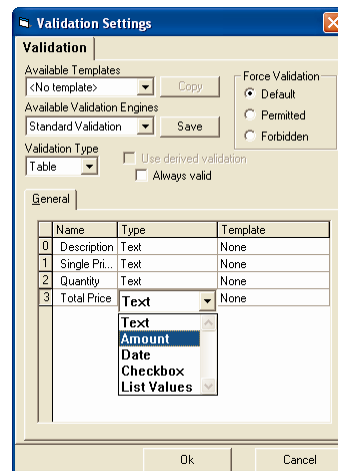 Validation Settings
Validation
Available Templates
<No template>
Copy
Force Validation
Default
Permitted
Forbidden
Available Validation Engines
Standard Validation
Save
Validation Type
Table
Use derived validation
Always valid
General
Name Type Template
0 Description Text None
1 Single Pri... Text None
2 Quantity Text None
3 Total Price Text None
Text
Amount
Date
Checkbox
List Values
Ok Cancel